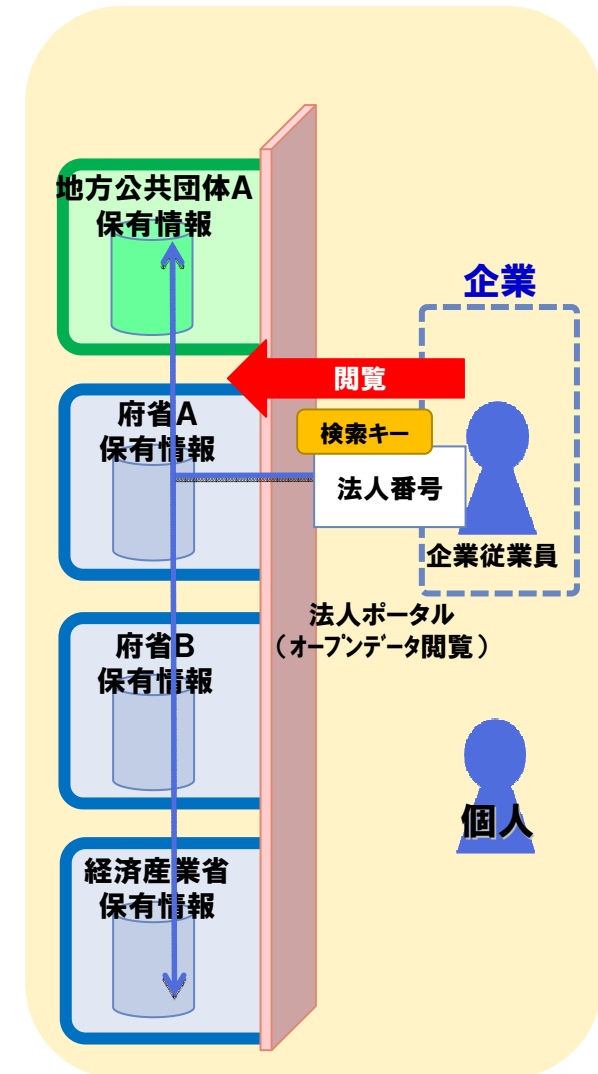 地方公共団体A
保有情報
企業
閲覧
府省A
保有情報
検索キー
法人番号
企業従業員
法人ポータル
（オープンデータ閲覧）
府省B
保有情報
個人
経済産業省
保有情報